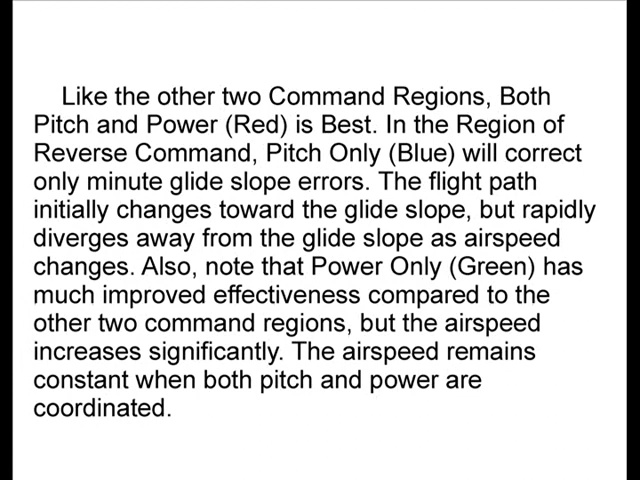 Like the other two Command Regions, Both
Pitch and Power (Red) is Best. In the Region of
Reverse Command, Pitch Only (Blue) will correct
only minute glide slope errors. The flight path
initially changes toward the glide slope, but rapidly
diverges away from the glide slope as airspeed
changes. Also, note that Power Only (Green) has
much improved effectiveness compared to the
other two command regions, but the airspeed
increases significantly. The airspeed remains
constant when both pitch and power are
coordinated.